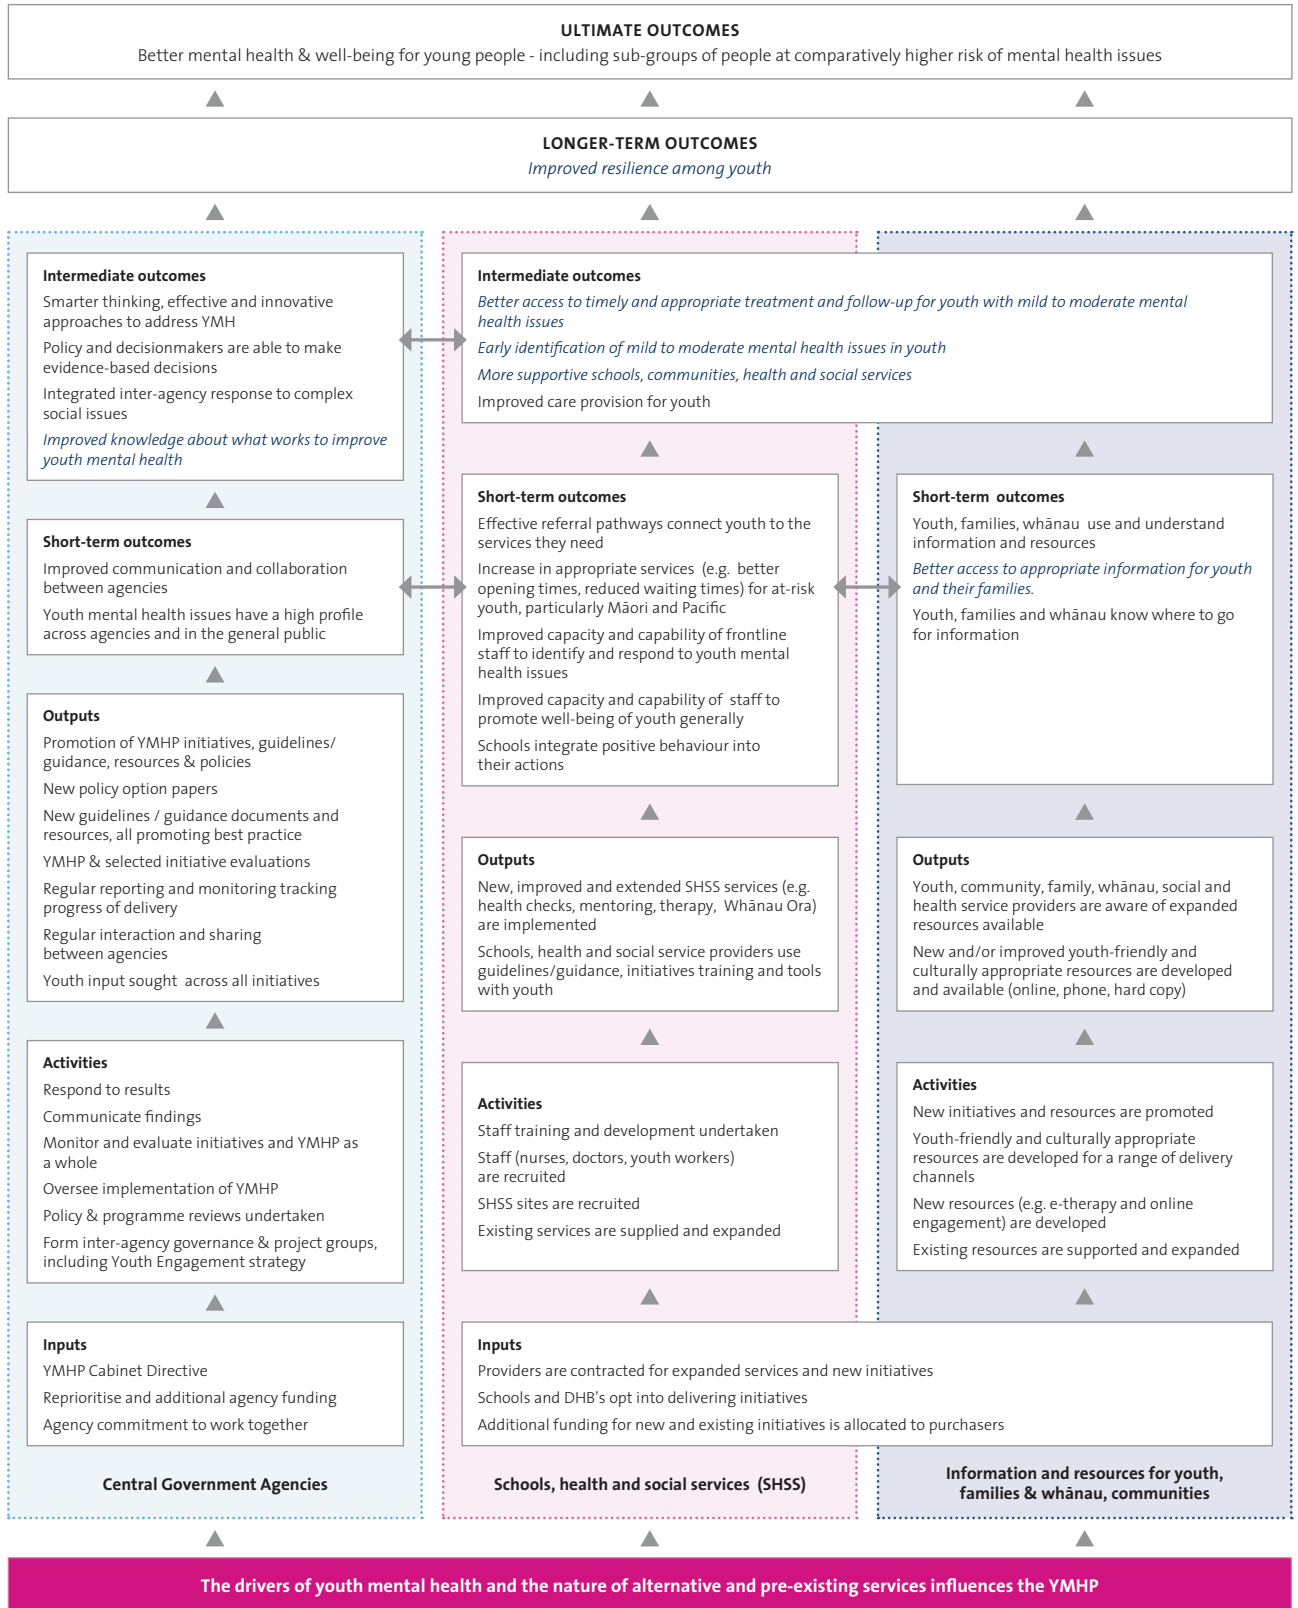 ULTIMATE OUTCOMES
Better mental health & well-being for young people - including sub-groups of people at comparatively higher risk of mental health issues
LONGER-TERM OUTCOMES
Improved resilience among youth
Intermediate outcomes
Smarter thinking, effective and innovative
approaches to address YMH
Policy and decisionmakers are able to make
evidence-based decisions
Integrated inter-agency response to complex
social issues
Improved knowledge about what works to improve
youth mental health
Short-term outcomes
Improved communication and collaboration
between agencies
Youth mental health issues have a high profile
across agencies and in the general public
Outputs
Promotion of YMHP initiatives, guidelines/
guidance, resources & policies
New policy option papers
New guidelines / guidance documents and
resources, all promoting best practice
YMHP & selected initiative evaluations
Regular reporting and monitoring tracking
progress of delivery
Regular interaction and sharing
between agencies
Youth input sought across all initiatives
Activities
Respond to results
Communicate findings
Monitor and evaluate initiatives and YMHP as
a whole
Oversee implementation of YMHP
Policy & programme reviews undertaken
Form inter-agency governance & project groups,
including Youth Engagement strategy
Inputs
YMHP Cabinet Directive
Reprioritise and additional agency funding
Agency commitment to work together
Central Government Agencies
Intermediate outcomes
Better access to timely and appropriate treatment and follow-up for youth with mild to moderate mental
health issues
Early identification of mild to moderate mental health issues in youth
More supportive schools, communities, health and social services
Improved care provision for youth
Short-term outcomes
Effective referral pathways connect youth to the
services they need
Increase in appropriate services (e.g. better
opening times, reduced waiting times) for at-risk
youth, particularly Māori and Pacific
Improved capacity and capability of frontline
staff to identify and respond to youth mental
health issues
Improved capacity and capability of staff to
promote well-being of youth generally
Schools integrate positive behaviour into
their actions
Outputs
New, improved and extended SHSS services (e.g.
health checks, mentoring, therapy, Whānau Ora)
are implemented
Schools, health and social service providers use
guidelines/guidance, initiatives training and tools
with youth
Activities
Staff training and development undertaken
Staff (nurses, doctors, youth workers)
are recruited
SHSS sites are recruited
Existing services are supplied and expanded
Short-term outcomes
Youth, families, whānau use and understand
information and resources
Better access to appropriate information for youth
and their families.
Youth, families and whānau know where to go
for information
Outputs
Youth, community, family, whānau, social and
health service providers are aware of expanded
resources available
New and/or improved youth-friendly and
culturally appropriate resources are developed
and available (online, phone, hard copy)
Activities
New initiatives and resources are promoted
Youth-friendly and culturally appropriate
resources are developed for a range of delivery
channels
New resources (e.g. e-therapy and online
engagement) are developed
Existing resources are supported and expanded
Inputs
Providers are contracted for expanded services and new initiatives
Schools and DHB's opt into delivering initiatives
Additional funding for new and existing initiatives is allocated to purchasers
Schools, health and social services (SHSS)
Information and resources for youth,
families & whānau, communities
The drivers of youth mental health and the nature of alternative and pre-existing services influences the YMHP